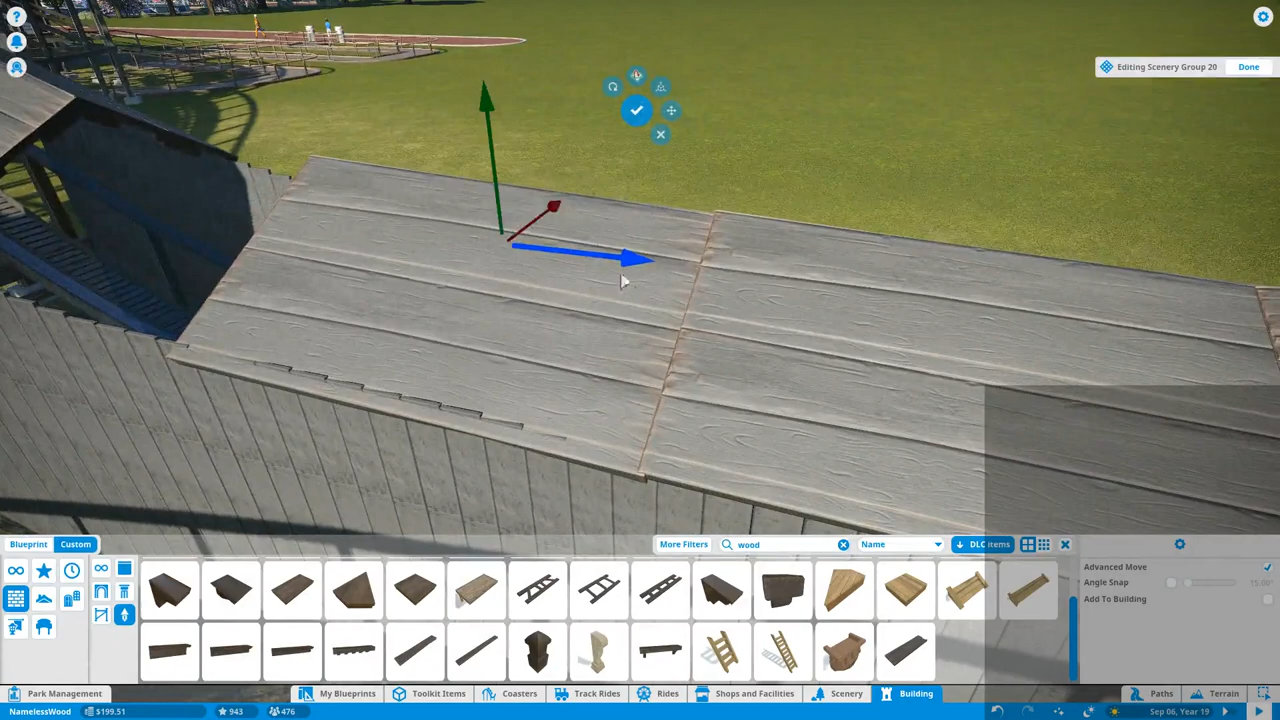 Editing Scenery Group 20 Done
Blueprint Custom More Filters wood Name DLC items
Advanced Move
Angle Snap 15.00°
Add To Building
Park Management My Blueprints Toolkit Items Coasters Track Rides Rides Shops and Facilities Scenery Building Paths Terrain
NamelessWood $199.51 943 476 Sep 06, Year 19